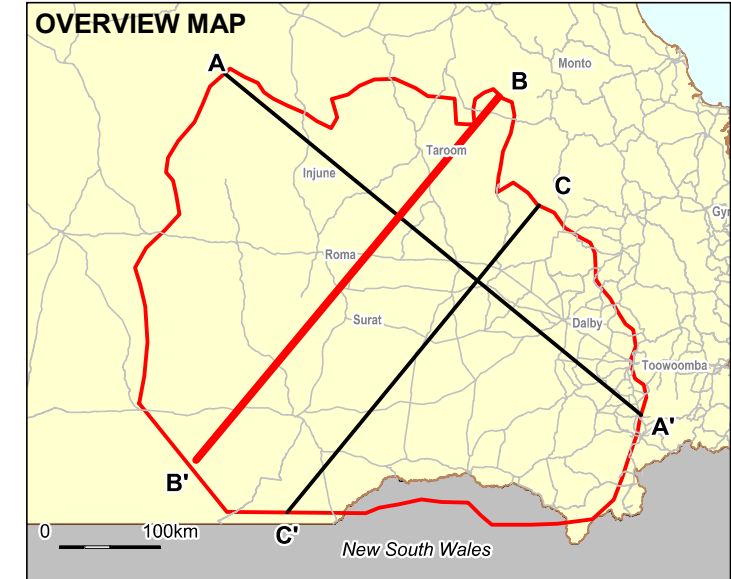 OVERVIEW MAP
A
B
Monto
Taroom
Injune
C
Gy
Roma
Surat
Dalby
Toowoomba
A'
B'
C'
0 100km
New South Wales